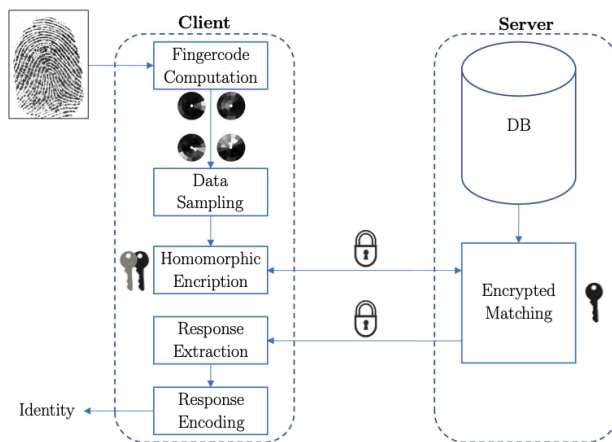 Client
Server
Fingercode
Computation
DB
Data
Sampling
Homomorphic
Encription
Encrypted
Matching
Response
Extraction
Identity
Response
Encoding